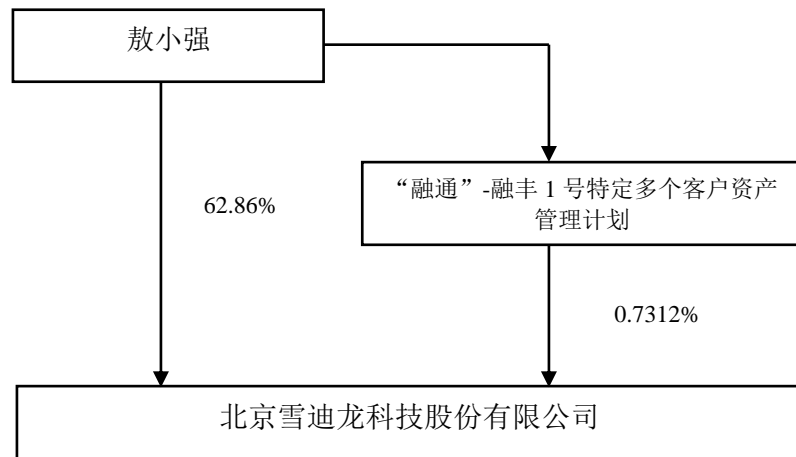 敖小强
“融通”-融丰 1 号特定多个客户资产
管理计划
62.86%
0.7312%
北京雪迪龙科技股份有限公司